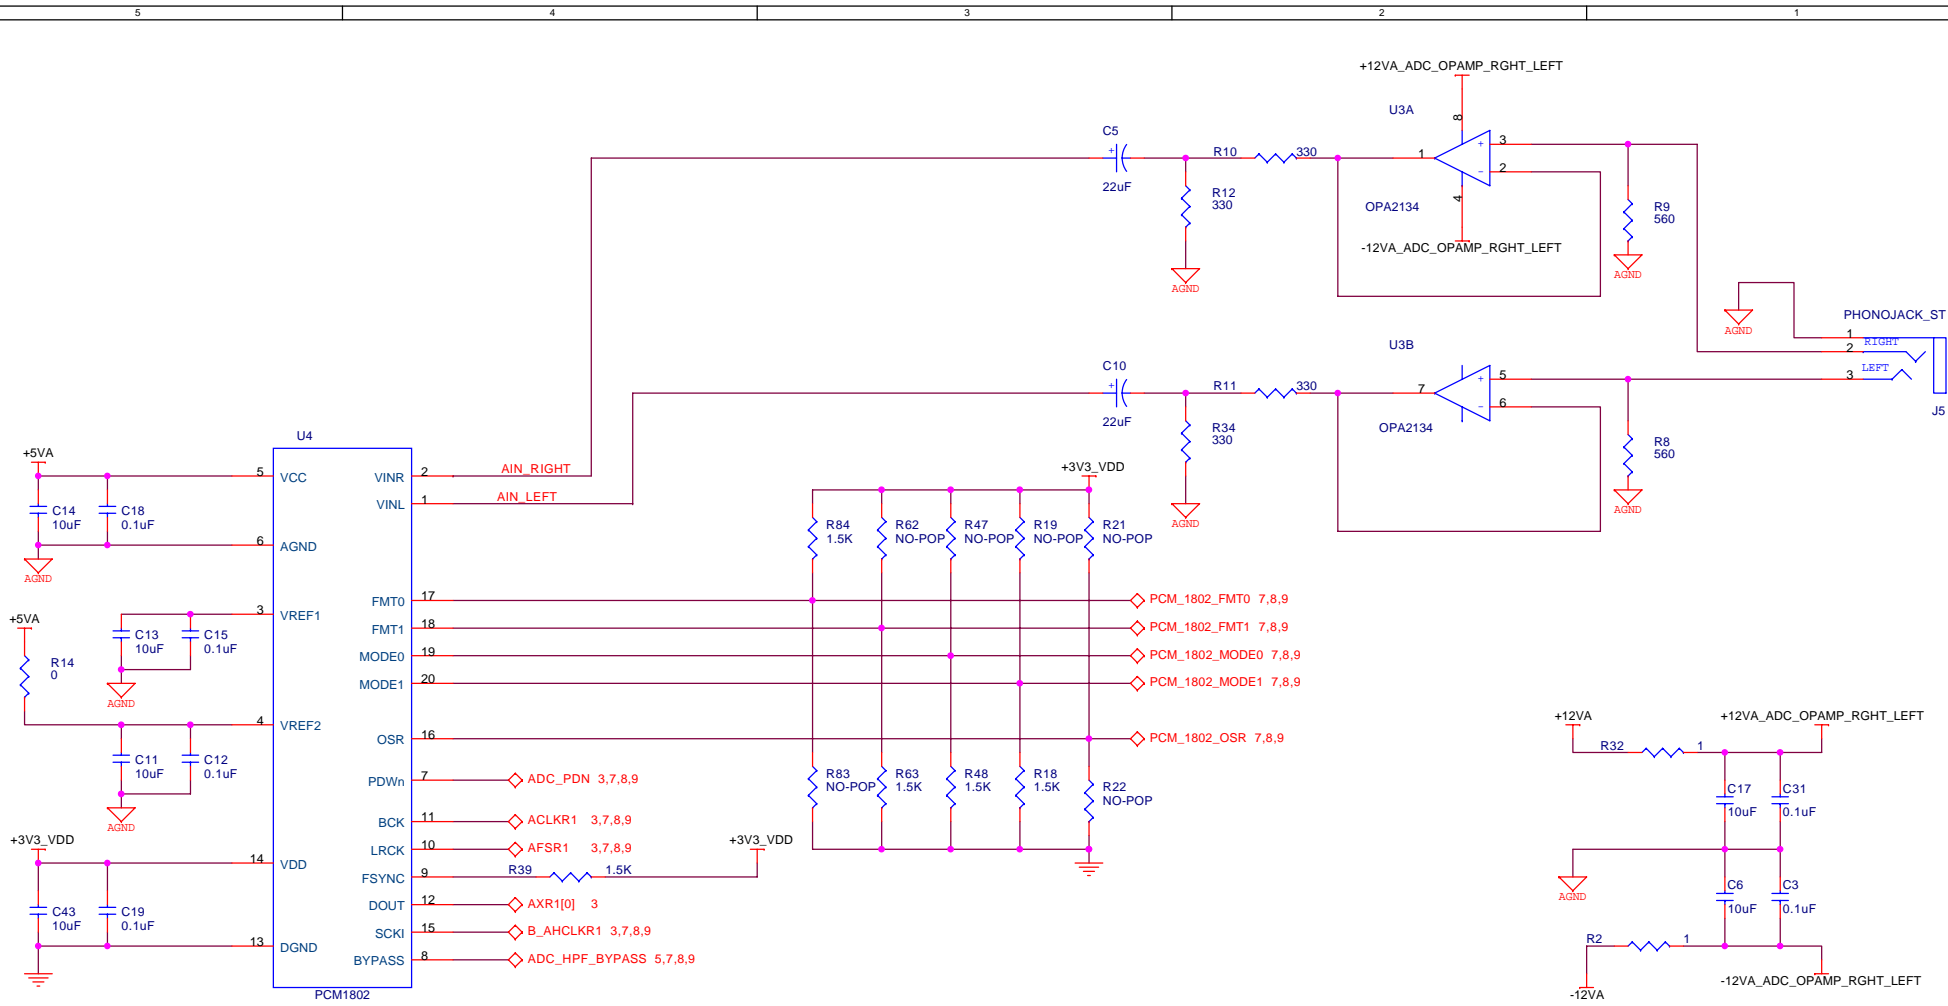 5 4 3 2 1
+12VA_ADC_OPAMP_RGHT_LEFT
U3A
8
C5
R10 330
1
+ 3
- 2
22uF
R12
330
4
OPA2134
R9
560
-12VA_ADC_OPAMP_RGHT_LEFT
AGND
AGND
AGND
PHONOJACK_ST
1
2 RIGHT
3 LEFT
J5
U3B
C10
R11 330
7
+ 5
- 6
22uF
R34
330
OPA2134
R8
560
AGND
AGND
U4
+5VA
5 VCC
VINR 2 AIN_RIGHT
VINL 1 AIN_LEFT
+3V3_VDD
C14
10uF
C18
0.1uF
6 AGND
AGND
R84
1.5K
R62
NO-POP
R47
NO-POP
R19
NO-POP
R21
NO-POP
+5VA
3 VREF1
FMT0 17 PCM_1802_FMT0 7,8,9
FMT1 18 PCM_1802_FMT1 7,8,9
MODE0 19 PCM_1802_MODE0 7,8,9
MODE1 20 PCM_1802_MODE1 7,8,9
C13
10uF
C15
0.1uF
R14
0
AGND
4 VREF2
OSR 16 PCM_1802_OSR 7,8,9
C11
10uF
C12
0.1uF
AGND
PDWn 7 ADC_PDN 3,7,8,9
R83
NO-POP
R63
1.5K
R48
1.5K
R18
1.5K
R22
NO-POP
BCK 11 ACLKR1 3,7,8,9
LRCK 10 AFSR1 3,7,8,9
+3V3_VDD
+3V3_VDD
14 VDD
FSYNC 9 R39 1.5K
DOUT 12 AXR1[0] 3
SCKI 15 B_AHCLKR1 3,7,8,9
BYPASS 8 ADC_HPF_BYPASS 5,7,8,9
C43
10uF
C19
0.1uF
13 DGND
PCM1802
+12VA
+12VA_ADC_OPAMP_RGHT_LEFT
R32 1
C17
10uF
C31
0.1uF
AGND
C6
10uF
C3
0.1uF
R2 1
-12VA
-12VA_ADC_OPAMP_RGHT_LEFT